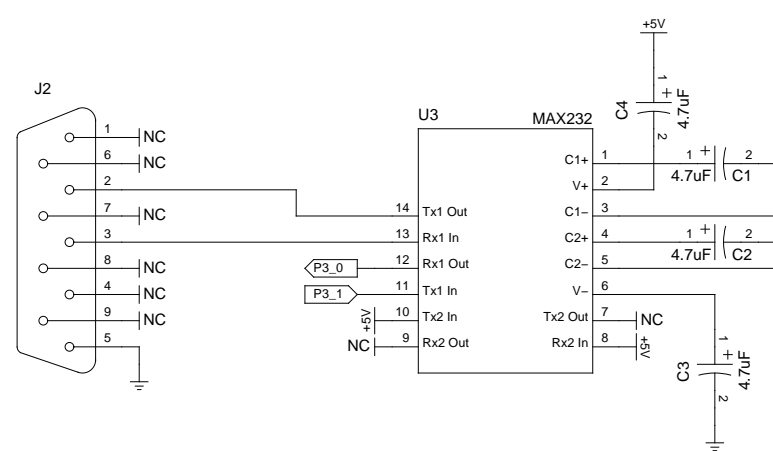 +5V
J2
1 NC
6 NC
2
7 NC
3
8 NC
4 NC
9 NC
5
U3
MAX232
14 Tx1 Out
13 Rx1 In
12 Rx1 Out
11 Tx1 In
10 Tx2 In
9 Rx2 Out
P3_0
P3_1
+5V
NC
C1+ 1
V+ 2
C1− 3
C2+ 4
C2− 5
V− 6
Tx2 Out 7 NC
Rx2 In 8 +5V
C4 1 + 4.7uF 2
1 + 2
4.7uF C1
1 + 2
4.7uF C2
C3 1 + 4.7uF 2